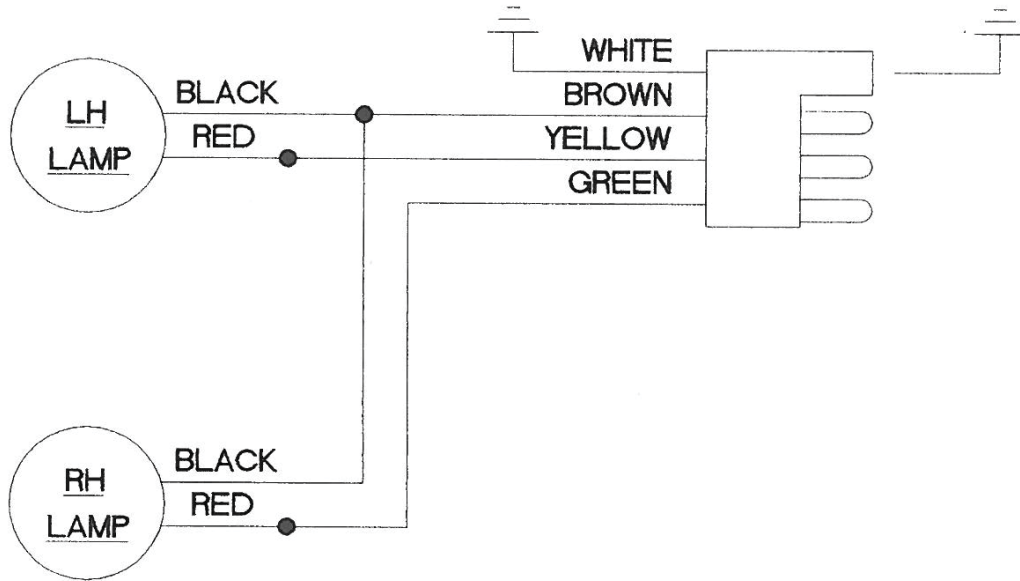 WHITE
BLACK
BROWN
LH
LAMP
RED
YELLOW
GREEN
BLACK
RH
LAMP
RED